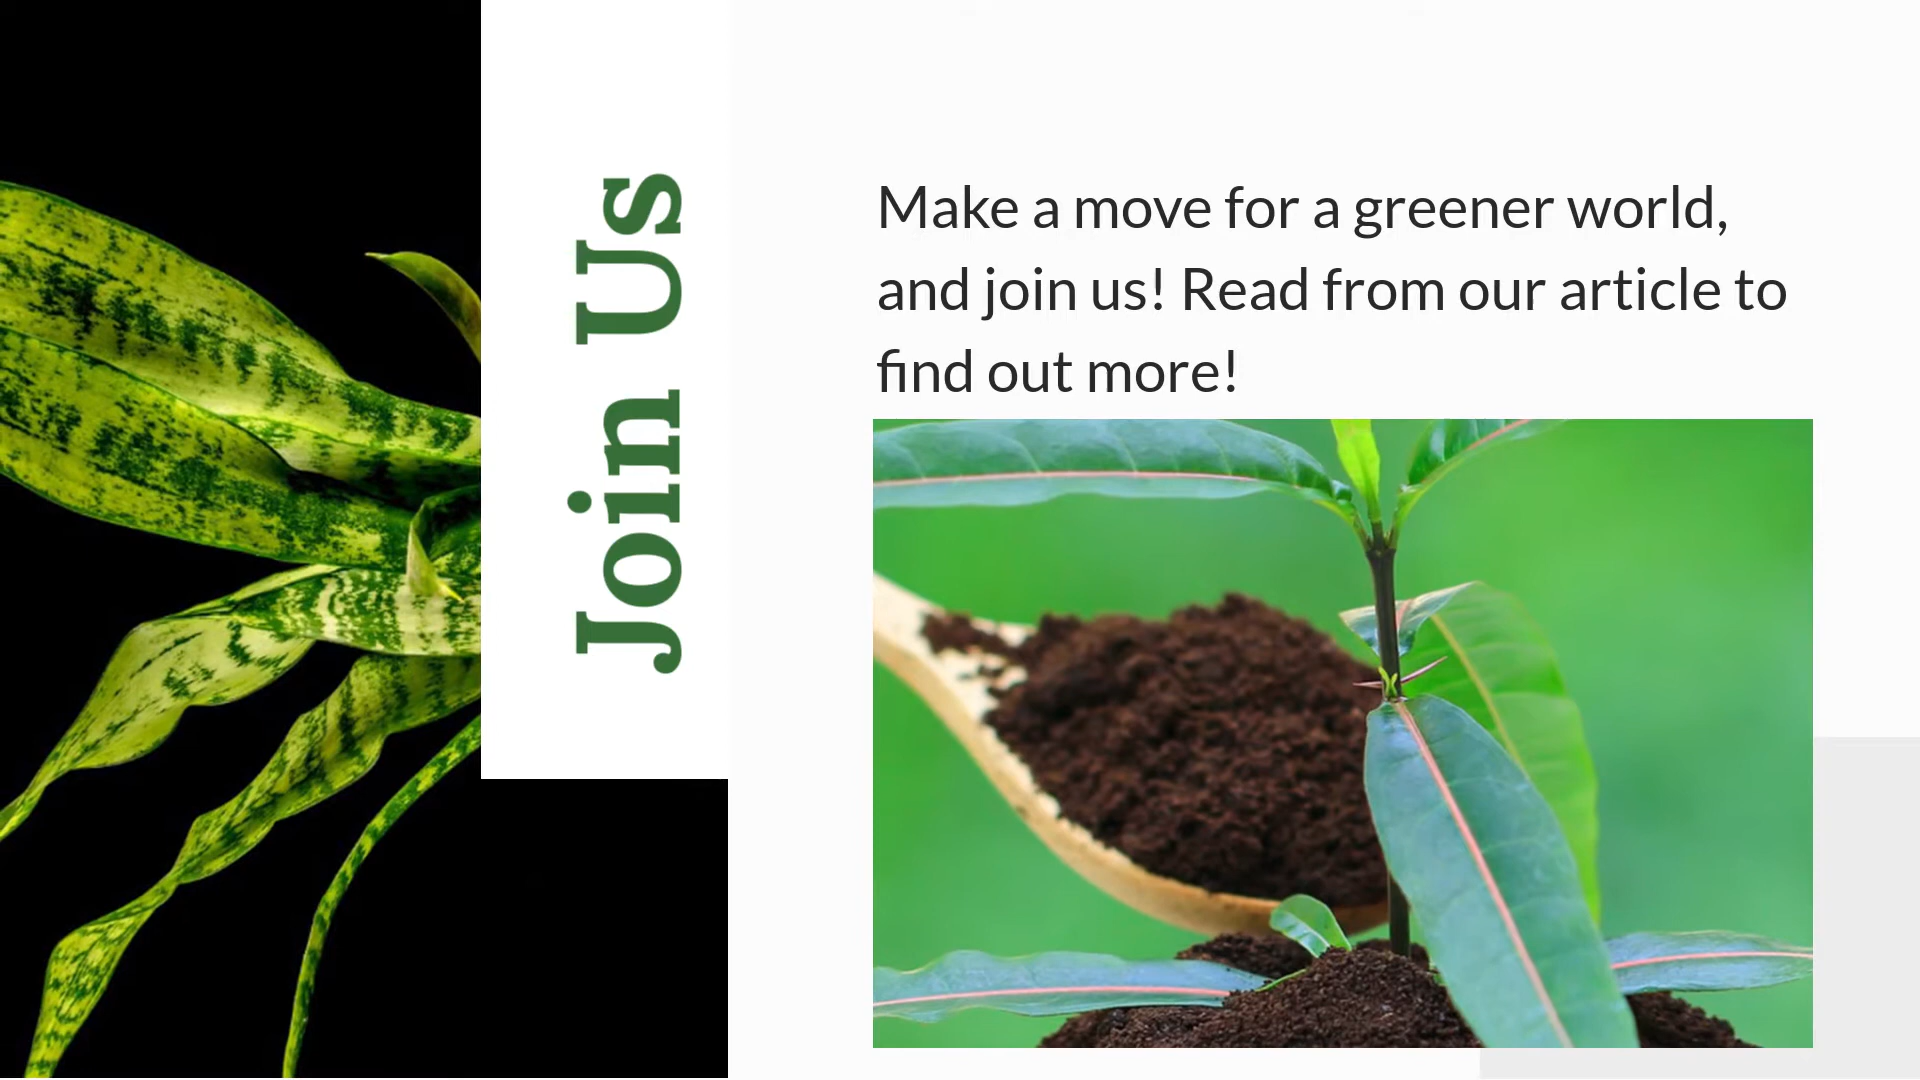 Join Us
Make a move for a greener world,
and join us! Read from our article to
find out more!